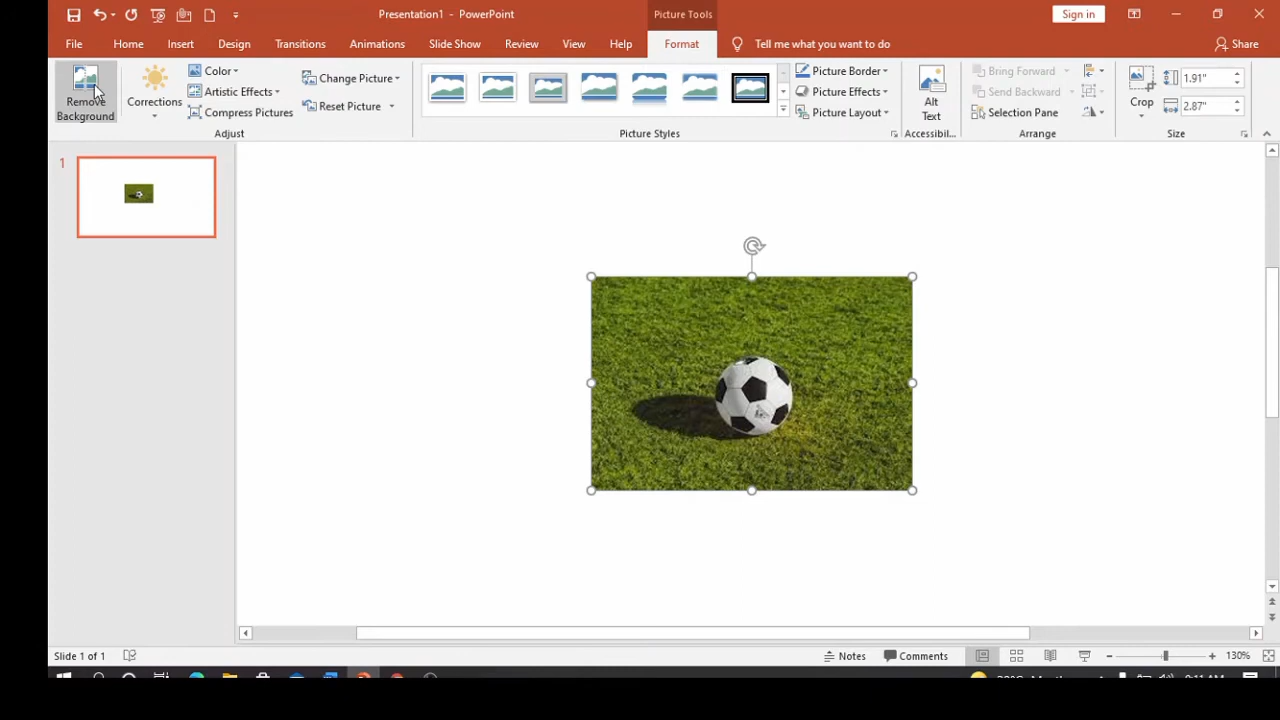 Presentation1 - PowerPoint
Picture Tools
Sign in
File
Home
Insert
Design
Transitions
Animations
Slide Show
Review
View
Help
Format
Tell me what you want to do
Share
Remove
Background
Corrections
Color
Artistic Effects
Compress Pictures
Change Picture
Reset Picture
Adjust
Picture Styles
Picture Border
Picture Effects
Picture Layout
Alt
Text
Accessibil...
Bring Forward
Send Backward
Selection Pane
Arrange
Crop
1.91"
2.87"
Size
1
Slide 1 of 1
Notes
Comments
130%